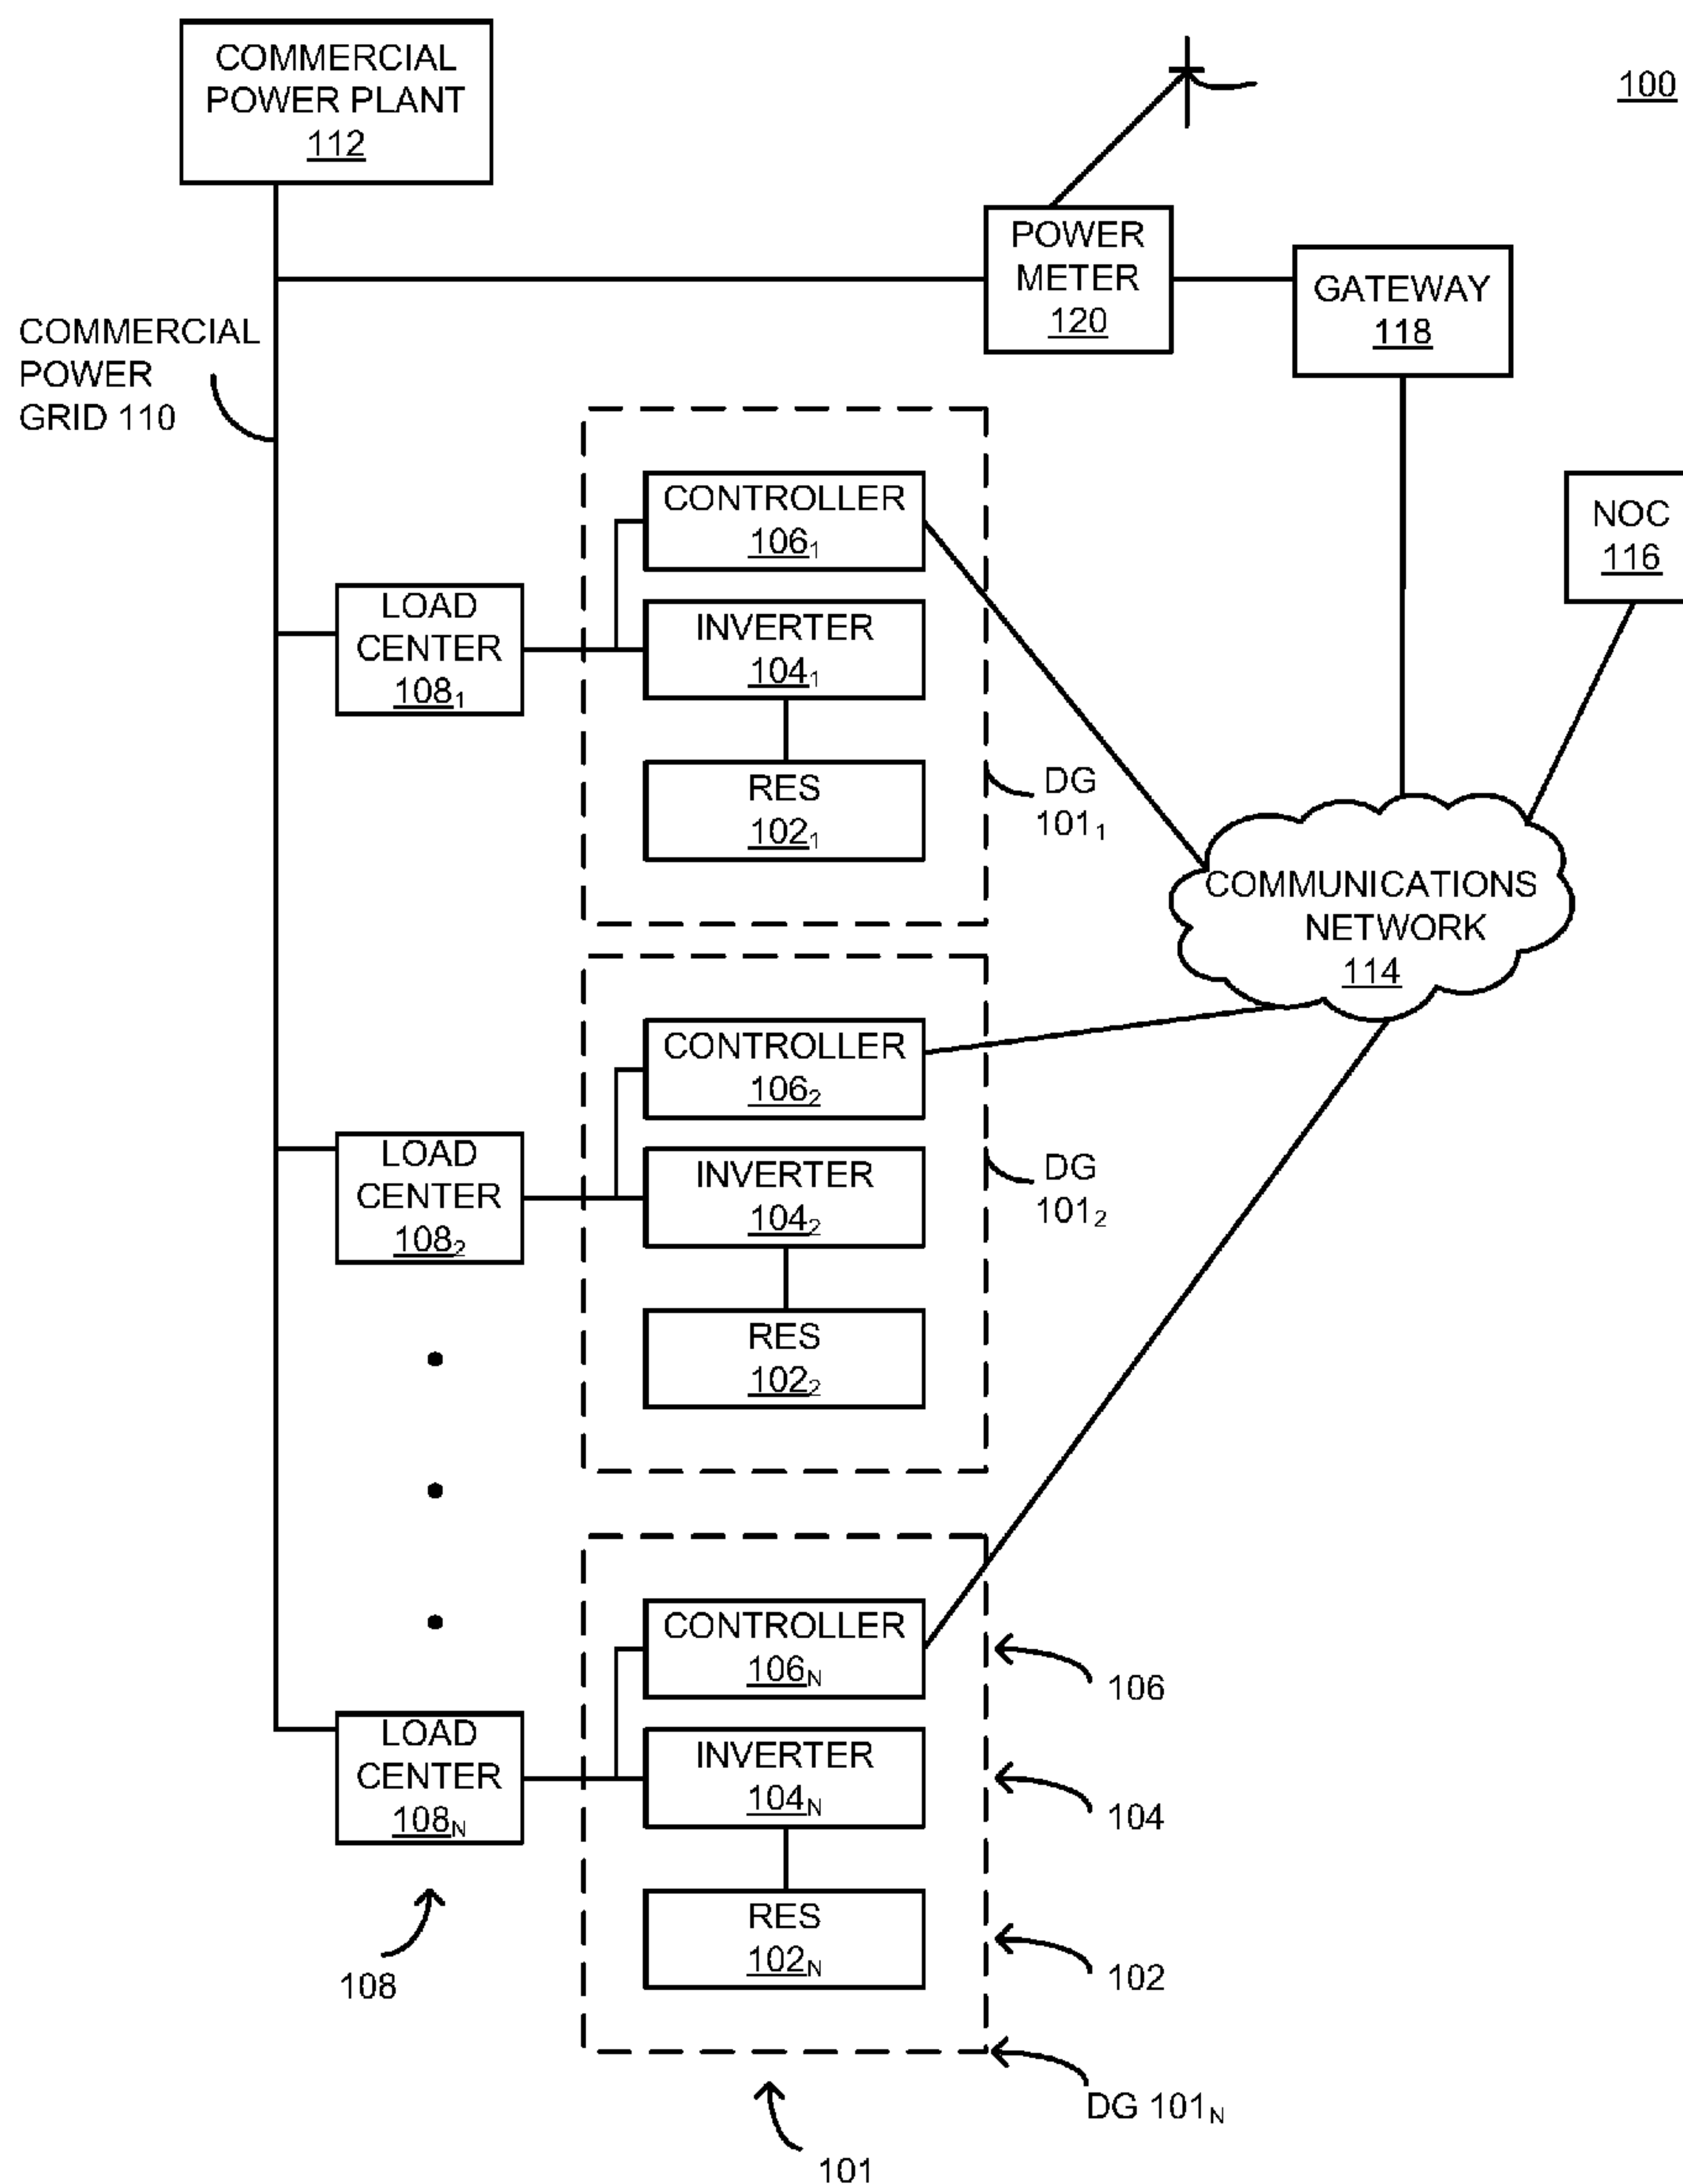 COMMERCIAL
POWER PLANT
112
100
POWER
METER
120
GATEWAY
118
COMMERCIAL
POWER
GRID 110
NOC
116
CONTROLLER
106₁
LOAD
CENTER
108₁
INVERTER
104₁
RES
102₁
DG
101₁
COMMUNICATIONS
NETWORK
114
CONTROLLER
106₂
LOAD
CENTER
108₂
INVERTER
104₂
RES
102₂
DG
101₂
CONTROLLER
106N
106
LOAD
CENTER
108N
INVERTER
104N
104
RES
102N
102
108
DG 101N
101